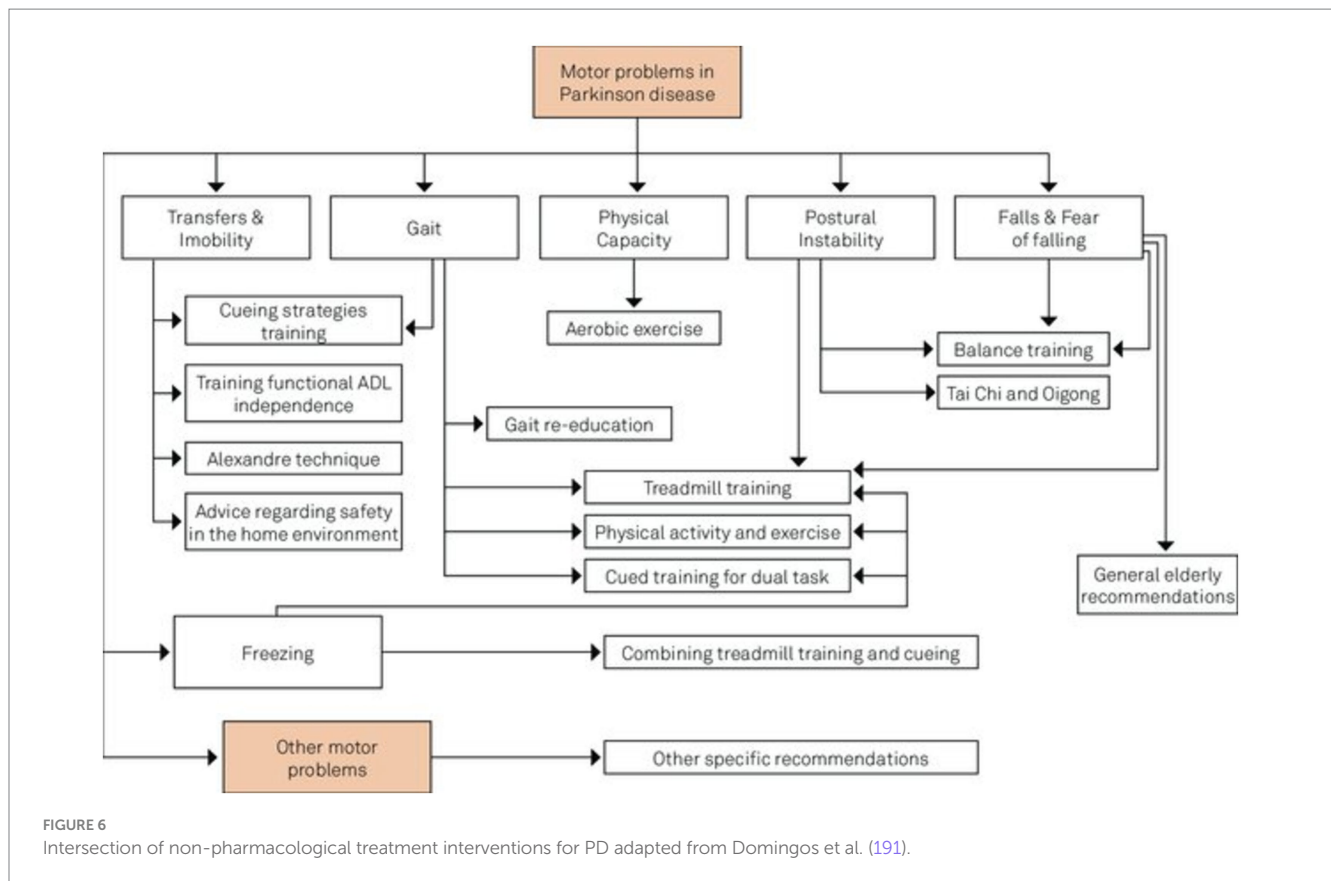 Motor problems in
Parkinson disease
Transfers &
Imobility
Gait
Physical
Capacity
Postural
Instability
Falls & Fear
of falling
Cueing strategies
training
Aerobic exercise
Balance training
Training functional ADL
independence
Tai Chi and Oigong
Gait re-education
Alexandre technique
Treadmill training
Advice regarding safety
in the home environment
Physical activity and exercise
Cued training for dual task
General elderly
recommendations
Freezing
Combining treadmill training and cueing
Other motor
problems
Other specific recommendations
FIGURE 6
Intersection of non-pharmacological treatment interventions for PD adapted from Domingos et al. (191).